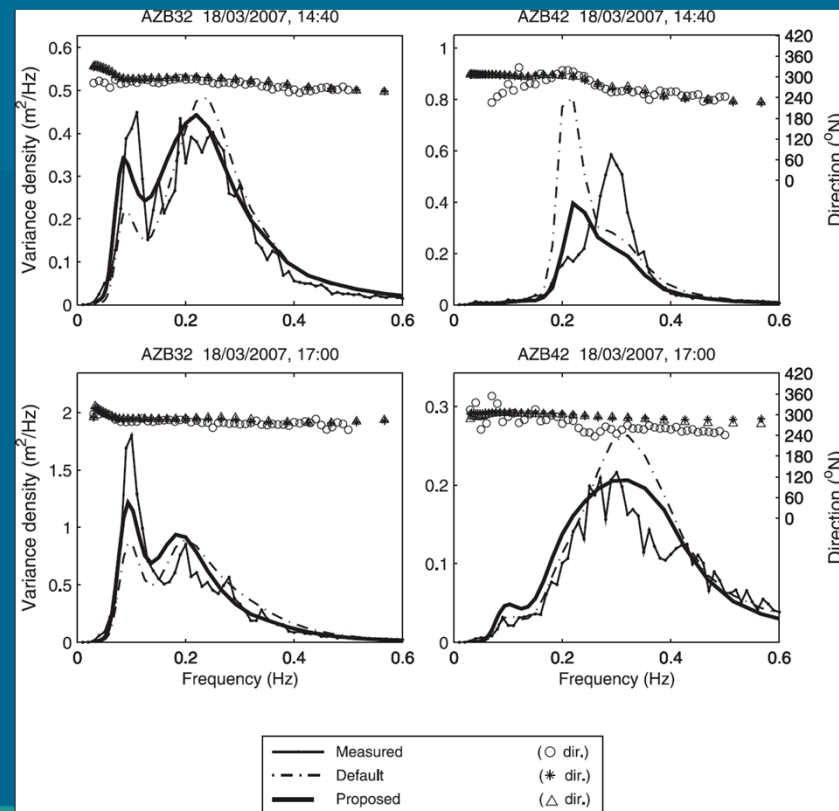 AZB32 18/03/2007, 14:40
Variance density (m²/Hz)
0.6
0.5
0.4
0.3
0.2
0.1
0
0 0.2 0.4 0.6
AZB42 18/03/2007, 14:40
1
0.8
0.6
0.4
0.2
0
0 0.2 0.4 0.6
420
360
300
240
180
120
60
0
Direction (°N)
AZB32 18/03/2007, 17:00
Variance density (m²/Hz)
2
1.5
1
0.5
0
0 0.2 0.4 0.6
Frequency (Hz)
AZB42 18/03/2007, 17:00
0.3
0.2
0.1
0
0 0.2 0.4 0.6
Frequency (Hz)
420
360
300
240
180
120
60
0
Direction (°N)
Measured (○ dir.)
Default (* dir.)
Proposed (△ dir.)